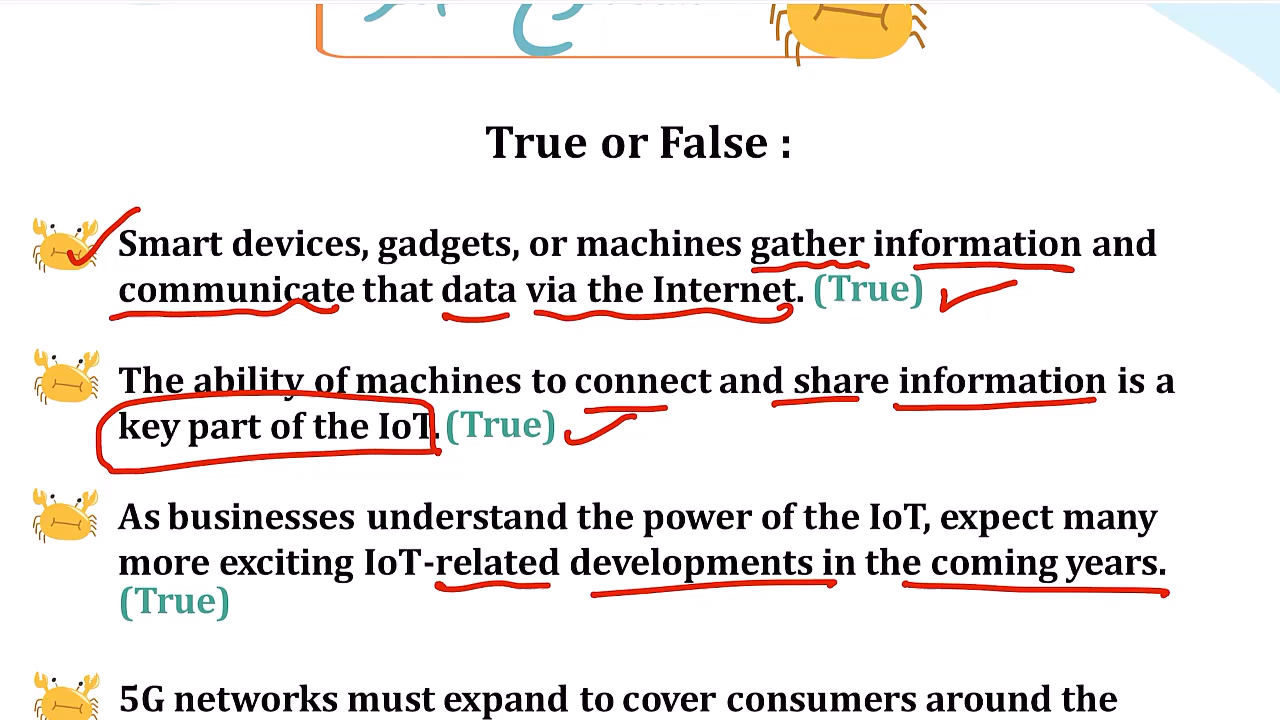 True or False :
Smart devices, gadgets, or machines gather information and
communicate that data via the Internet. (True)
The ability of machines to connect and share information is a
key part of the IoT. (True)
As businesses understand the power of the IoT, expect many
more exciting IoT-related developments in the coming years.
(True)
5G networks must expand to cover consumers around the